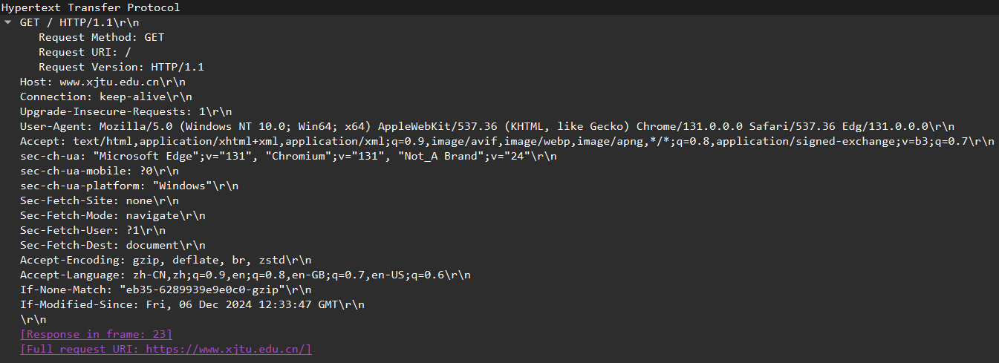 Hypertext Transfer Protocol
GET / HTTP/1.1\r\n
Request Method: GET
Request URI: /
Request Version: HTTP/1.1
Host: www.xjtu.edu.cn\r\n
Connection: keep-alive\r\n
Upgrade-Insecure-Requests: 1\r\n
User-Agent: Mozilla/5.0 (Windows NT 10.0; Win64; x64) AppleWebKit/537.36 (KHTML, like Gecko) Chrome/131.0.0.0 Safari/537.36 Edg/131.0.0.0\r\n
Accept: text/html,application/xhtml+xml,application/xml;q=0.9,image/avif,image/webp,image/apng,*/*;q=0.8,application/signed-exchange;v=b3;q=0.7\r\n
sec-ch-ua: "Microsoft Edge";v="131", "Chromium";v="131", "Not_A Brand";v="24"\r\n
sec-ch-ua-mobile: ?0\r\n
sec-ch-ua-platform: "Windows"\r\n
Sec-Fetch-Site: none\r\n
Sec-Fetch-Mode: navigate\r\n
Sec-Fetch-User: ?1\r\n
Sec-Fetch-Dest: document\r\n
Accept-Encoding: gzip, deflate, br, zstd\r\n
Accept-Language: zh-CN,zh;q=0.9,en;q=0.8,en-GB;q=0.7,en-US;q=0.6\r\n
If-None-Match: "eb35-6289939e9e0c0-gzip"\r\n
If-Modified-Since: Fri, 06 Dec 2024 12:33:47 GMT\r\n
\r\n
[Response in frame: 23]
[Full request URI: https://www.xjtu.edu.cn/]